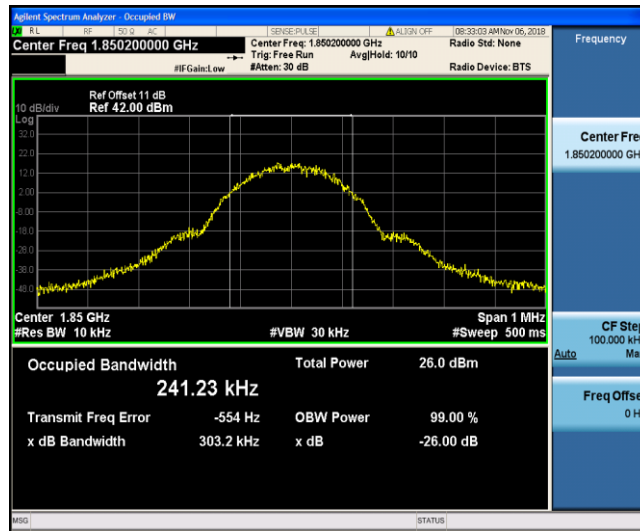 Agilent Spectrum Analyzer - Occupied BW
RL RF 50 Ω AC SENSE:PULSE ALIGN OFF 08:33:03 AM Nov 06, 2018
Center Freq 1.850200000 GHz
Center Freq: 1.850200000 GHz
Radio Std: None
Trig: Free Run Avg|Hold: 10/10
#IFGain:Low
#Atten: 30 dB
Radio Device: BTS
Frequency
Ref Offset 11 dB
10 dB/div Ref 42.00 dBm
Log
32.0
22.0
12.0
2.00
-8.00
-18.0
-28.0
-38.0
-48.0
Center 1.85 GHz Span 1 MHz
#Res BW 10 kHz #VBW 30 kHz #Sweep 500 ms
Occupied Bandwidth Total Power 26.0 dBm
241.23 kHz
Transmit Freq Error -554 Hz OBW Power 99.00 %
x dB Bandwidth 303.2 kHz x dB -26.00 dB
Center Fre
1.850200000 GH
CF Ste
100.000 kH
Auto Ma
Freq Offse
0 H
MSG STATUS